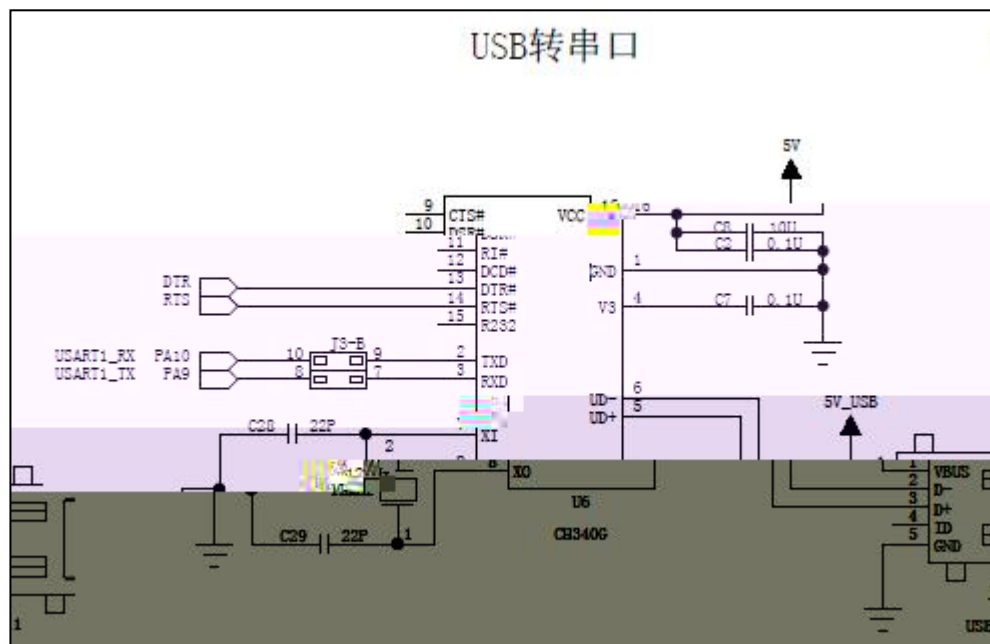 USB转串口
5V
9 CTS# VCC
10 DSR# C8 10U
11 RI# C2 0.1U
12 DCD# GND 1
DTR 13 DTR#
RTS 14 RTS# V3 4 C7 0.1U
15 R232
J3-B
USART1_RX PA10 10 9 2 TXD
USART1_TX PA9 8 7 3 RXD
UD- 6
UD+ 5
5V_USB
C28 22P XI
2
8 XO
1 VBUS
2 D-
3 D+
4 ID
5 GND
U6
CH340G
C29 22P 1
1
USB